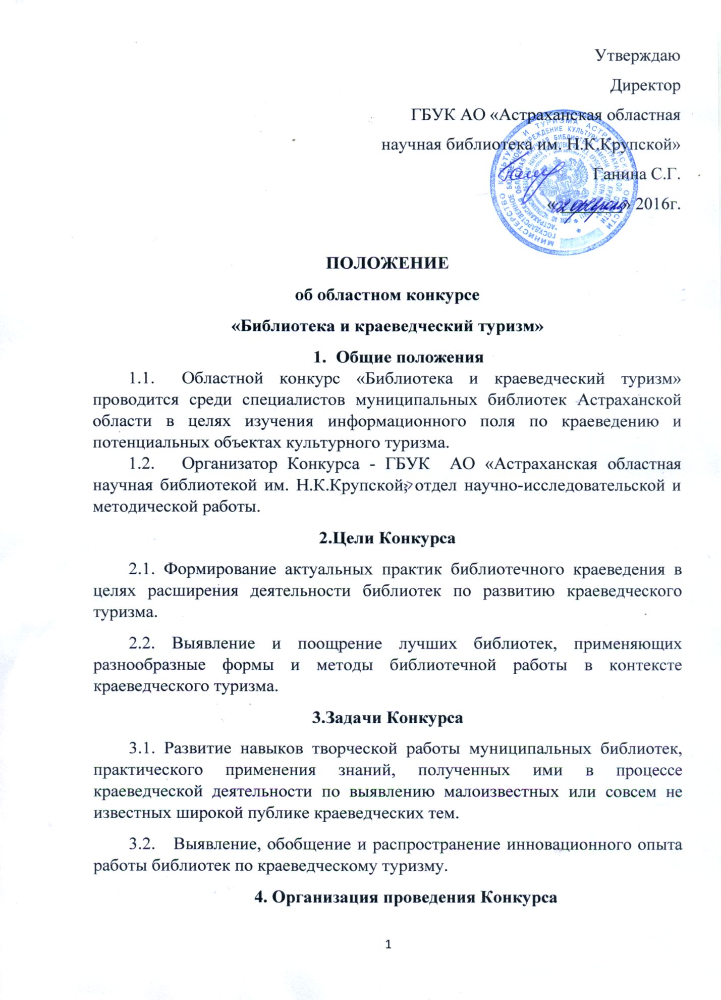 Утверждаю
Директор
ГБУК АО «Астраханская областная
научная библиотека им. Н.К.Крупской»
Ганина С.Г.
«02 февраля» 2016г.
ПОЛОЖЕНИЕ
об областном конкурсе
«Библиотека и краеведческий туризм»
1. Общие положения
1.1. Областной конкурс «Библиотека и краеведческий туризм»
проводится среди специалистов муниципальных библиотек Астраханской
области в целях изучения информационного поля по краеведению и
потенциальных объектах культурного туризма.
1.2. Организатор Конкурса - ГБУК АО «Астраханская областная
научная библиотекой им. Н.К.Крупской» отдел научно-исследовательской и
методической работы.
2.Цели Конкурса
2.1. Формирование актуальных практик библиотечного краеведения в
целях расширения деятельности библиотек по развитию краеведческого
туризма.
2.2. Выявление и поощрение лучших библиотек, применяющих
разнообразные формы и методы библиотечной работы в контексте
краеведческого туризма.
3.Задачи Конкурса
3.1. Развитие навыков творческой работы муниципальных библиотек,
практического применения знаний, полученных ими в процессе
краеведческой деятельности по выявлению малоизвестных или совсем не
известных широкой публике краеведческих тем.
3.2. Выявление, обобщение и распространение инновационного опыта
работы библиотек по краеведческому туризму.
4. Организация проведения Конкурса
1
МИНИСТЕРСТВО КУЛЬТУРЫ И ТУРИЗМА АСТРАХАНСКОЙ ОБЛАСТИ